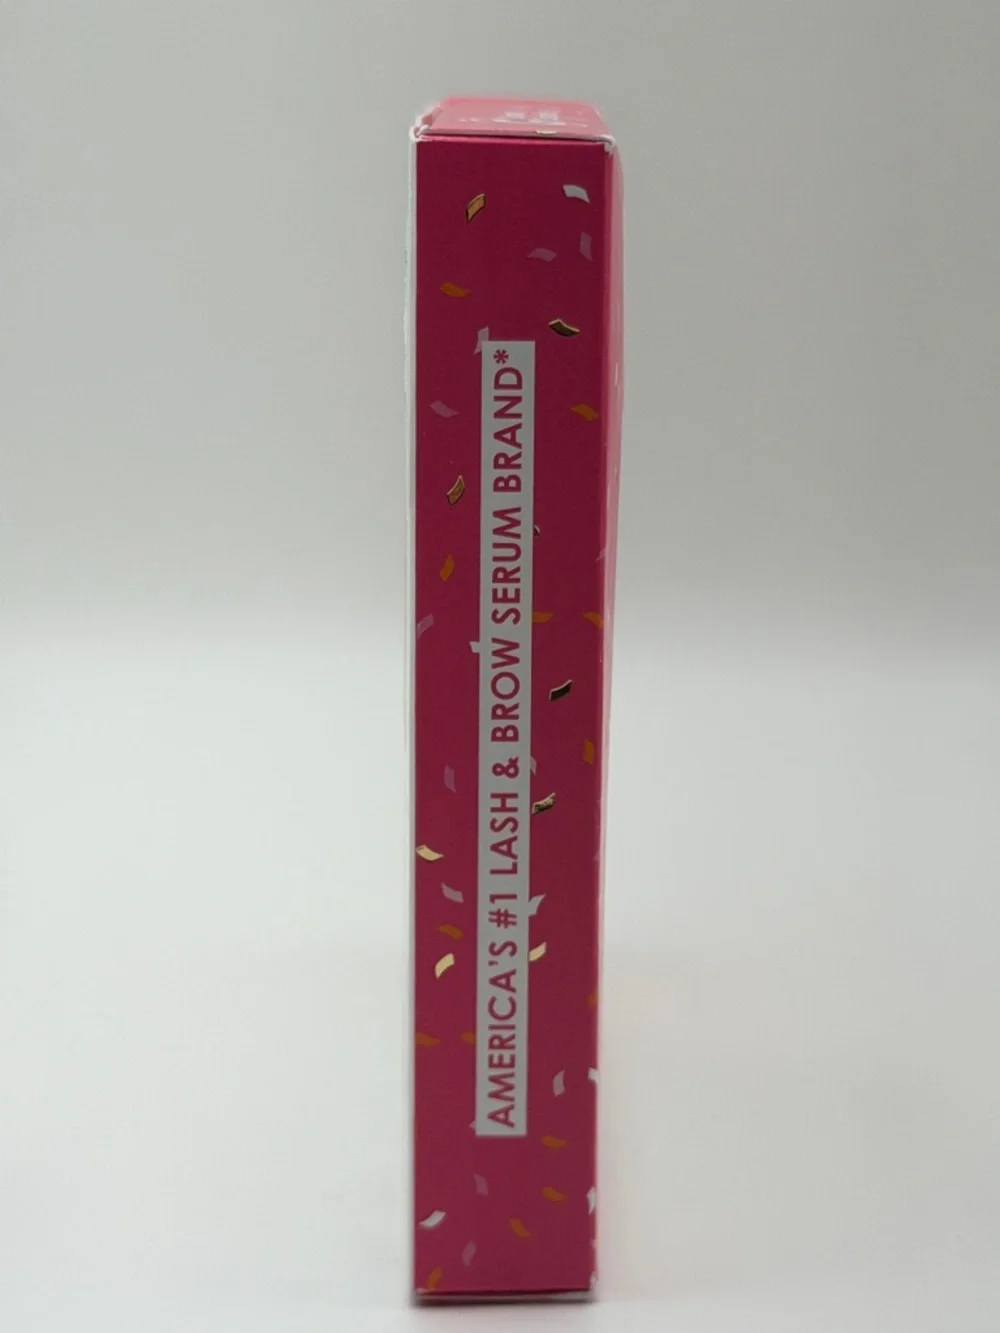 AMERICA'S #1 LASH & BROW SERUM BRAND*